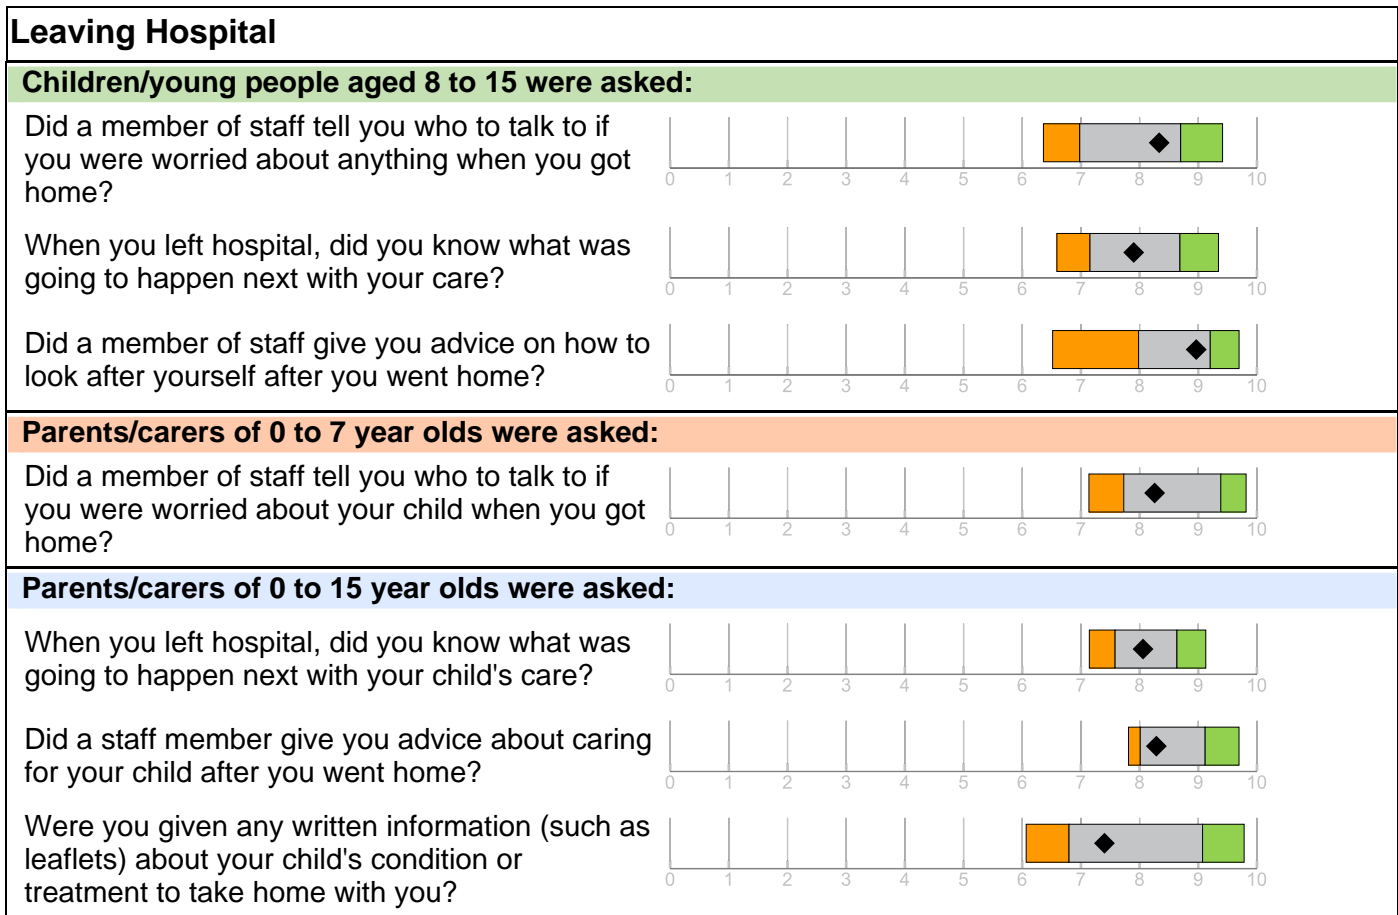 Leaving Hospital
Children/young people aged 8 to 15 were asked:
Did a member of staff tell you who to talk to if
you were worried about anything when you got
home?
0 1 2 3 4 5 6 7 8 9 10
When you left hospital, did you know what was
going to happen next with your care?
0 1 2 3 4 5 6 7 8 9 10
Did a member of staff give you advice on how to
look after yourself after you went home?
0 1 2 3 4 5 6 7 8 9 10
Parents/carers of 0 to 7 year olds were asked:
Did a member of staff tell you who to talk to if
you were worried about your child when you got
home?
0 1 2 3 4 5 6 7 8 9 10
Parents/carers of 0 to 15 year olds were asked:
When you left hospital, did you know what was
going to happen next with your child's care?
0 1 2 3 4 5 6 7 8 9 10
Did a staff member give you advice about caring
for your child after you went home?
0 1 2 3 4 5 6 7 8 9 10
Were you given any written information (such as
leaflets) about your child's condition or
treatment to take home with you?
0 1 2 3 4 5 6 7 8 9 10